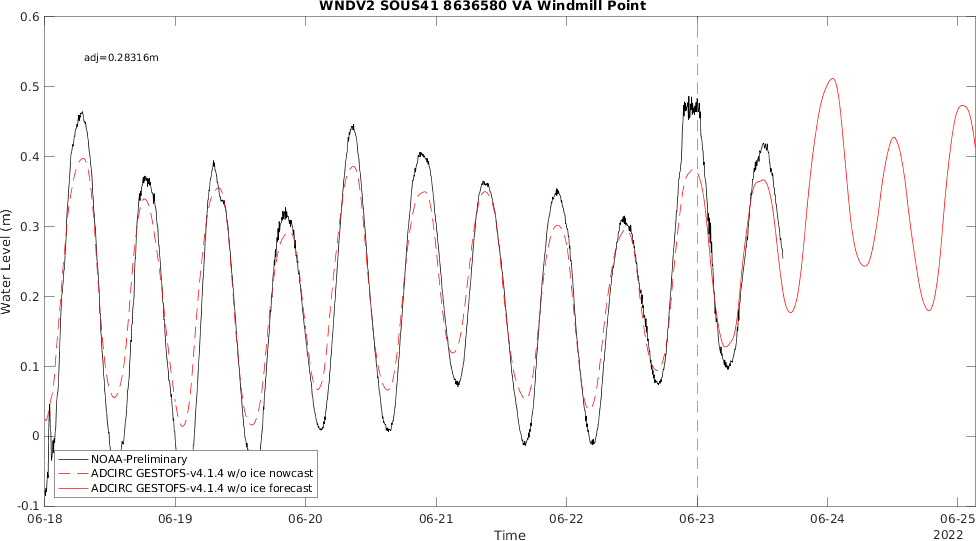 WNDV2 SOUS41 8636580 VA Windmill Point
adj=0.28316m
Water Level (m)
0.6
0.5
0.4
0.3
0.2
0.1
0
-0.1
NOAA-Preliminary
ADCIRC GESTOFS-v4.1.4 w/o ice nowcast
ADCIRC GESTOFS-v4.1.4 w/o ice forecast
06-18 06-19 06-20 06-21 06-22 06-23 06-24 06-25
Time
2022